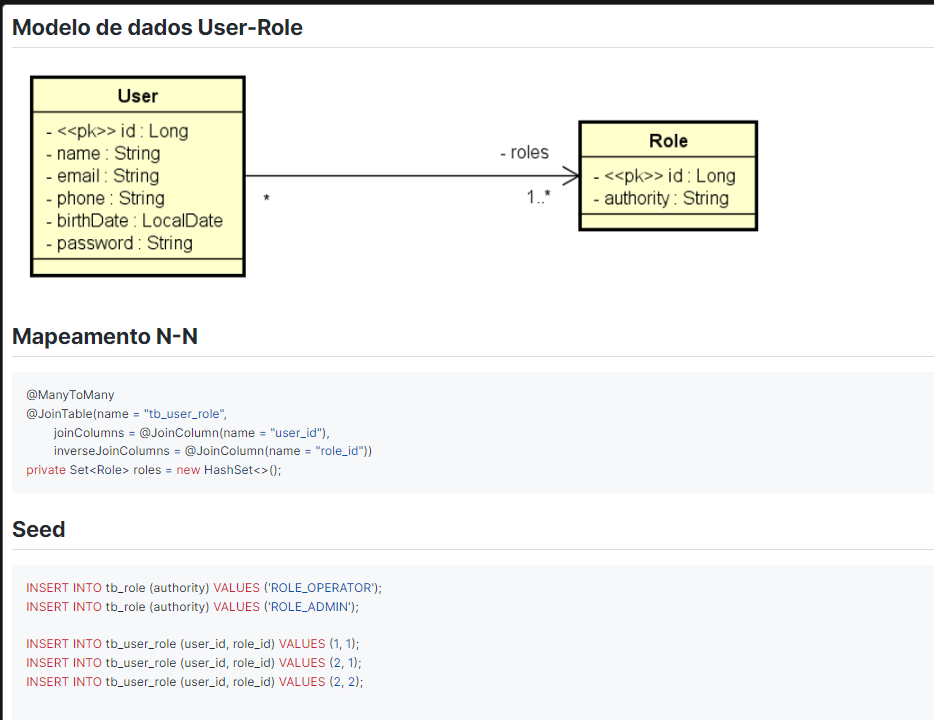 Modelo de dados User-Role
User
- <<pk>> id : Long
- name : String
- email : String
- phone : String
- birthDate : LocalDate
- password : String
*
- roles
1..*
Role
- <<pk>> id : Long
- authority : String
Mapeamento N-N
@ManyToMany
@JoinTable(name = "tb_user_role",
joinColumns = @JoinColumn(name = "user_id"),
inverseJoinColumns = @JoinColumn(name = "role_id"))
private Set<Role> roles = new HashSet<>();
Seed
INSERT INTO tb_role (authority) VALUES ('ROLE_OPERATOR');
INSERT INTO tb_role (authority) VALUES ('ROLE_ADMIN');
INSERT INTO tb_user_role (user_id, role_id) VALUES (1, 1);
INSERT INTO tb_user_role (user_id, role_id) VALUES (2, 1);
INSERT INTO tb_user_role (user_id, role_id) VALUES (2, 2);